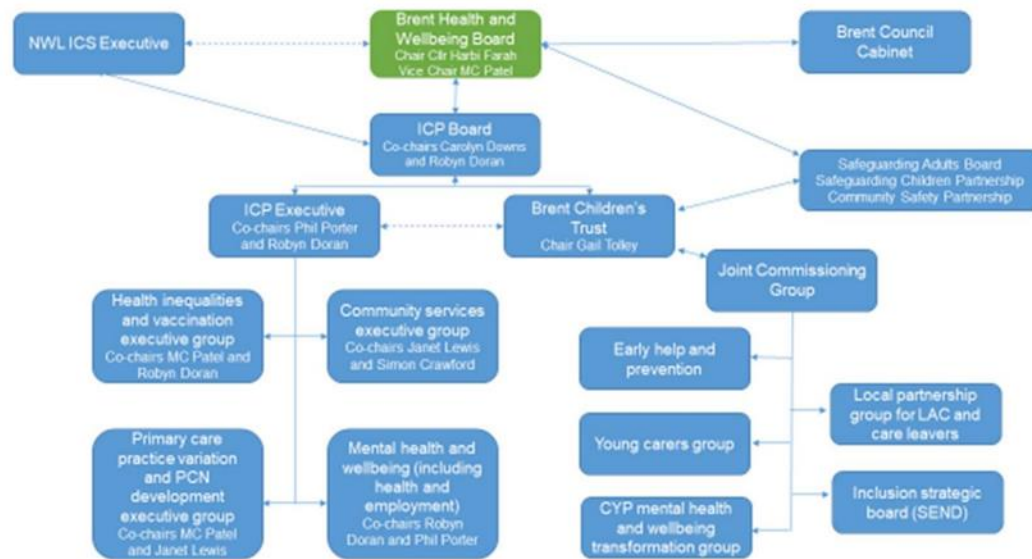 NWL ICS Executive
Brent Health and
Wellbeing Board
Chair Cllr Harbi Farah
Vice Chair MC Patel
Brent Council
Cabinet
ICP Board
Co-chairs Carolyn Downs
and Robyn Doran
Safeguarding Adults Board
Safeguarding Children Partnership
Community Safety Partnership
ICP Executive
Co-chairs Phil Porter
and Robyn Doran
Brent Children's
Trust
Chair Gail Tolley
Joint Commissioning
Group
Health inequalities
and vaccination
executive group
Co-chairs MC Patel and
Robyn Doran
Community services
executive group
Co-chairs Janet Lewis
and Simon Crawford
Early help and
prevention
Local partnership
group for LAC and
care leavers
Young carers group
Primary care
practice variation
and PCN
development
executive group
Co-chairs MC Patel
and Janet Lewis
Mental health and
wellbeing (including
health and
employment)
Co-chairs Robyn
Doran and Phil Porter
Inclusion strategic
board (SEND)
CYP mental health
and wellbeing
transformation group